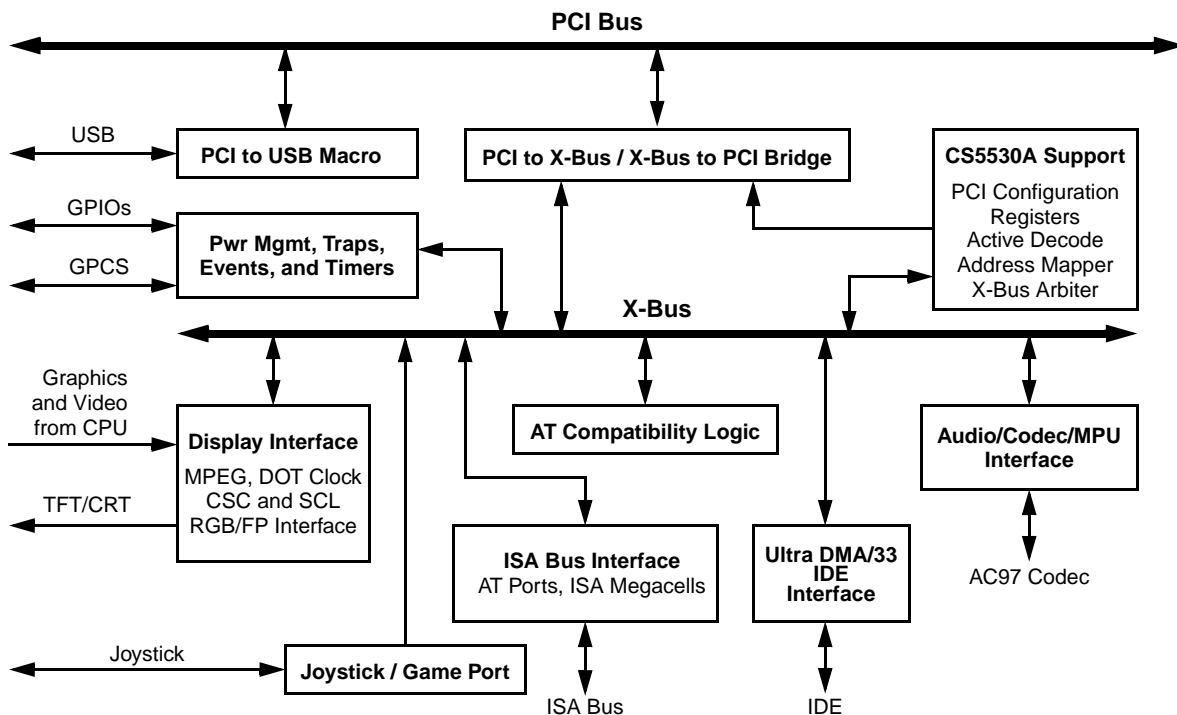 PCI Bus
USB
PCI to USB Macro
PCI to X-Bus / X-Bus to PCI Bridge
CS5530A Support
PCI Configuration
Registers
Active Decode
Address Mapper
X-Bus Arbiter
GPIOs
GPCS
Pwr Mgmt, Traps,
Events, and Timers
X-Bus
Graphics
and Video
from CPU
TFT/CRT
Display Interface
MPEG, DOT Clock
CSC and SCL
RGB/FP Interface
AT Compatibility Logic
Audio/Codec/MPU
Interface
AC97 Codec
ISA Bus Interface
AT Ports, ISA Megacells
Ultra DMA/33
IDE
Interface
Joystick
Joystick / Game Port
ISA Bus
IDE